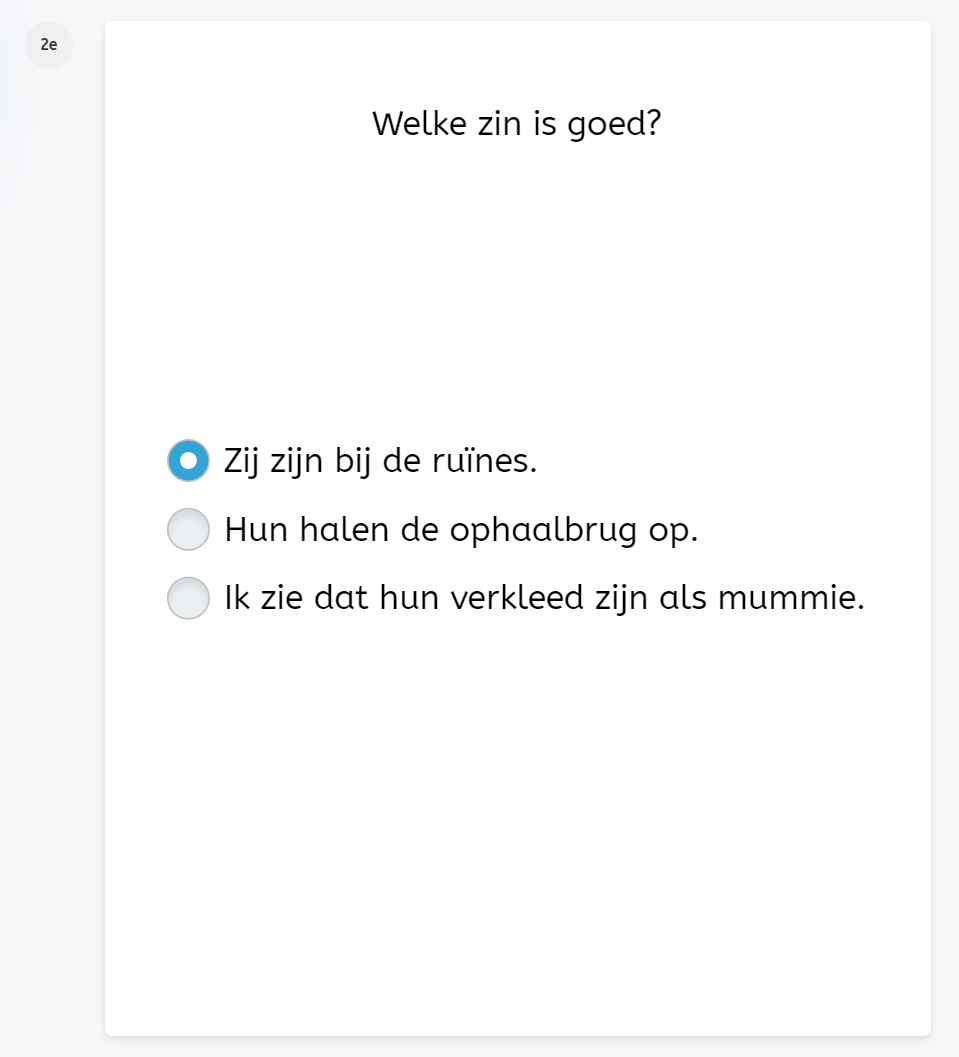 2e
Welke zin is goed?
Zij zijn bij de ruïnes.
Hun halen de ophaalbrug op.
Ik zie dat hun verkleed zijn als mummie.